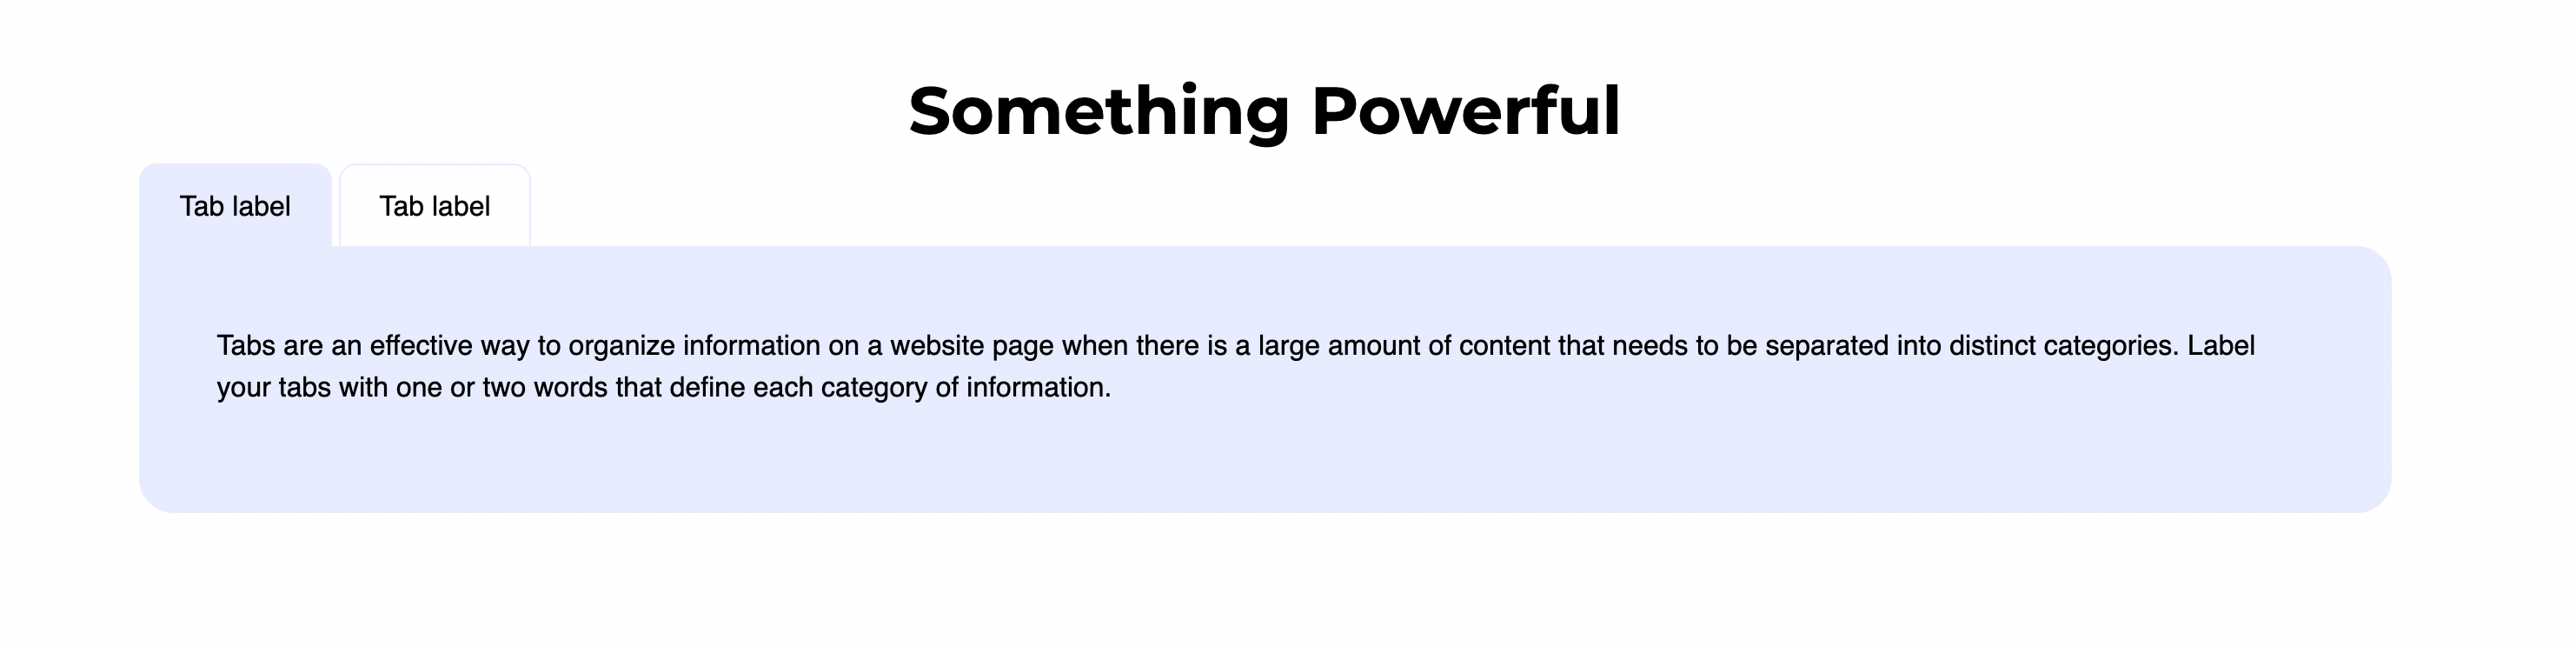 Something Powerful
Tab label
Tab label
Tabs are an effective way to organize information on a website page when there is a large amount of content that needs to be separated into distinct categories. Label
your tabs with one or two words that define each category of information.